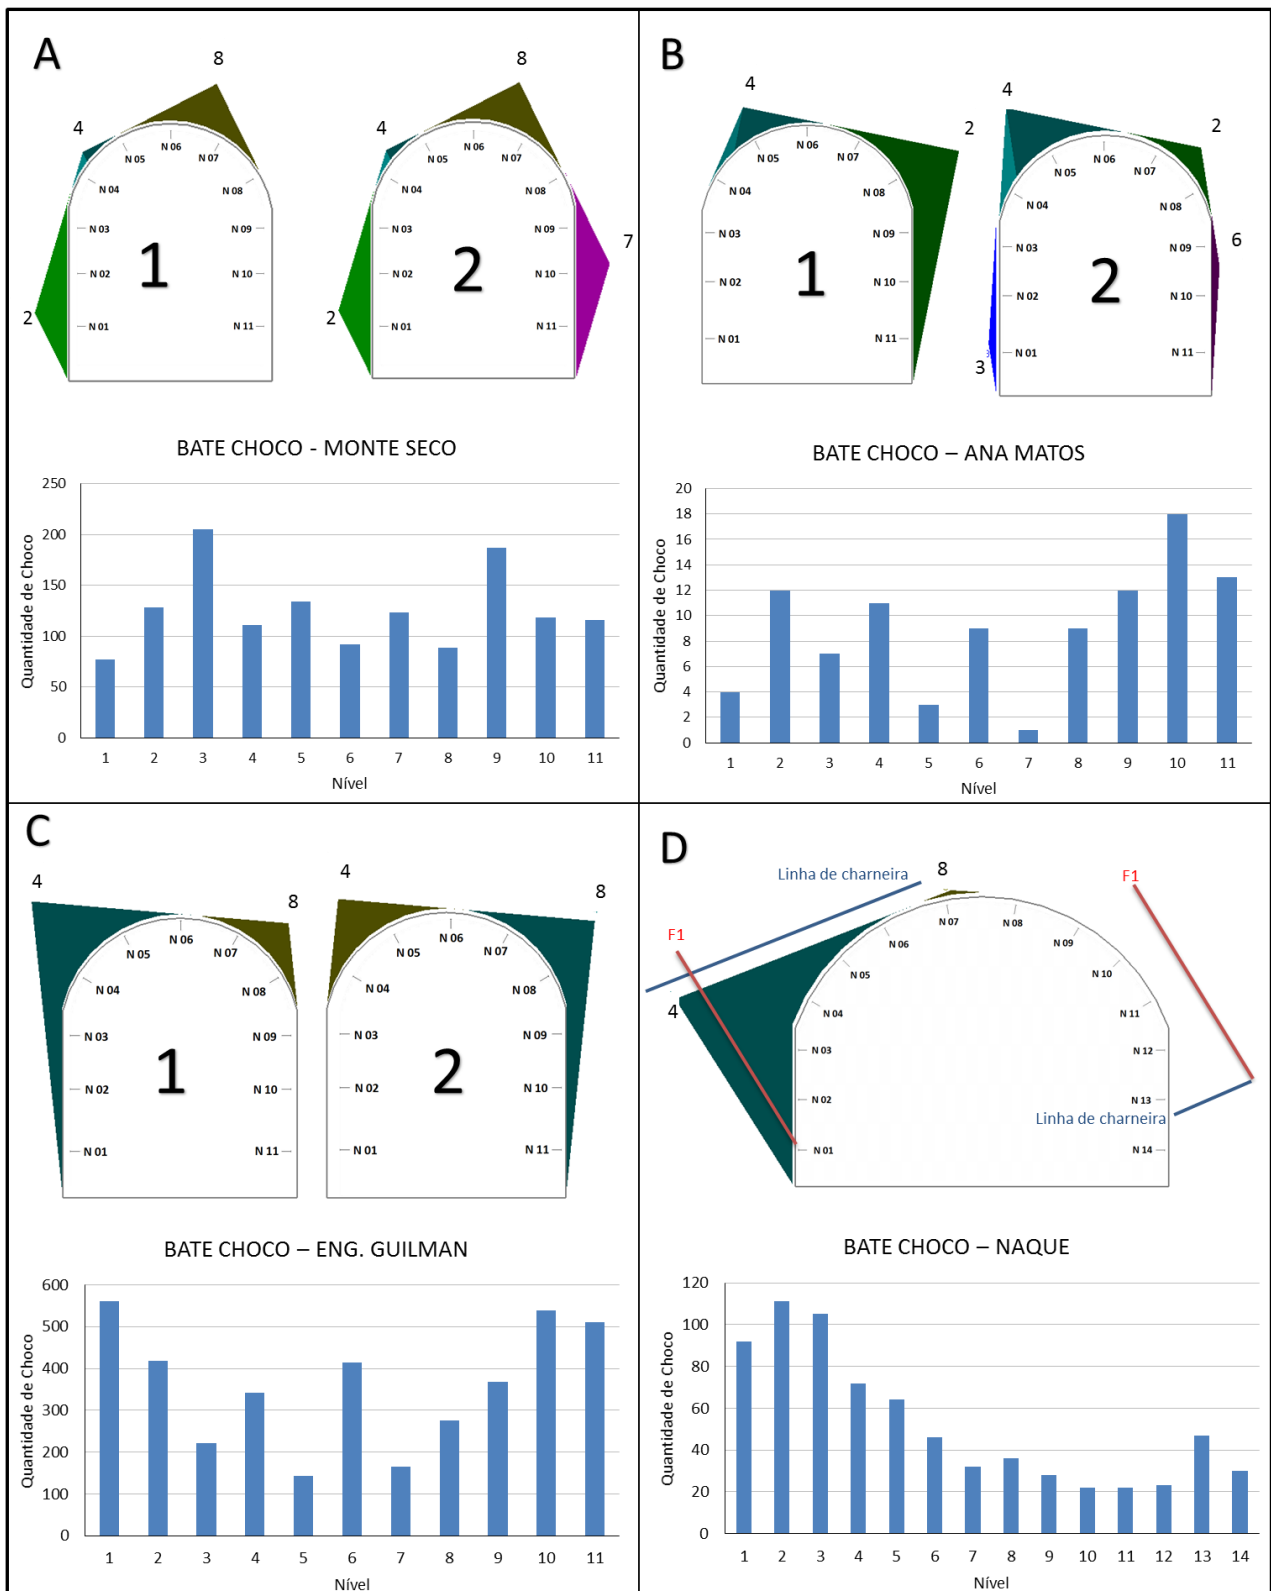 A
8
4
N 06
N 05
N 07
N 04
N 08
N 03
N 09
N 02
N 10
N 01
N 11
2
1
8
4
N 06
N 05
N 07
N 04
N 08
N 03
N 09
N 02
N 10
N 01
N 11
2
7
2
BATE CHOCO - MONTE SECO
Quantidade de Choco
250
200
150
100
50
0
1 2 3 4 5 6 7 8 9 10 11
Nível
B
4
2
N 06
N 05
N 07
N 04
N 08
N 03
N 09
N 02
N 10
N 01
N 11
1
4
2
N 06
N 05
N 07
N 04
N 08
N 03
N 09
N 02
N 10
N 01
N 11
6
3
2
BATE CHOCO – ANA MATOS
Quantidade de Choco
20
18
16
14
12
10
8
6
4
2
0
1 2 3 4 5 6 7 8 9 10 11
Nível
C
4
8
N 06
N 05
N 07
N 04
N 08
N 03
N 09
N 02
N 10
N 01
N 11
1
4
8
N 06
N 05
N 07
N 04
N 08
N 03
N 09
N 02
N 10
N 01
N 11
2
BATE CHOCO – ENG. GUILMAN
Quantidade de Choco
600
500
400
300
200
100
0
1 2 3 4 5 6 7 8 9 10 11
Nível
D
Linha de charneira
8
F1
F1
4
N 07
N 08
N 06
N 09
N 05
N 10
N 04
N 11
N 03
N 12
N 02
N 13
Linha de charneira
N 01
N 14
BATE CHOCO – NAQUE
Quantidade de Choco
120
100
80
60
40
20
0
1 2 3 4 5 6 7 8 9 10 11 12 13 14
Nível